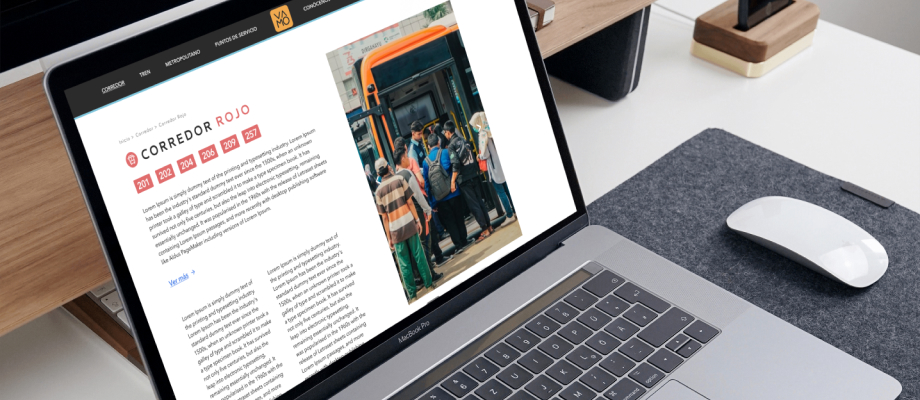 CORREDOR
TREN
METROPOLITANO
PUNTOS DE SERVICIO
VA
MO
Inicio > Corredor > Corredor Rojo
CORREDOR ROJO
201 202 204 206 209 257
Lorem Ipsum is simply dummy text of the printing and typesetting industry. Lorem Ipsum
has been the industry's standard dummy text ever since the 1500s, when an unknown
printer took a galley of type and scrambled it to make a type specimen book. It has
survived not only five centuries, but also the leap into electronic typesetting, remaining
essentially unchanged. It was popularised in the 1960s with the release of Letraset sheets
containing Lorem Ipsum passages, and more recently with desktop publishing software
like Aldus PageMaker including versions of Lorem Ipsum.
Ver más →
Lorem Ipsum is simply dummy text of
the printing and typesetting industry.
Lorem Ipsum has been the industry's
standard dummy text ever since the
1500s, when an unknown printer took a
galley of type and scrambled it to make
a type specimen book. It has survived
not only five centuries, but also the
leap into electronic typesetting,
remaining essentially unchanged. It was
popularised in the 1960s with the
Lorem Ipsum is simply dummy text of
the printing and typesetting industry.
Lorem Ipsum has been the industry's
standard dummy text ever since the
1500s, when an unknown printer took a
galley of type and scrambled it to make
a type specimen book. It has survived
not only five centuries, but also the
leap into electronic typesetting,
remaining essentially unchanged. It was
popularised in the 1960s with the
release of Letraset sheets containing
Lorem Ipsum passages, and more
MacBook Pro